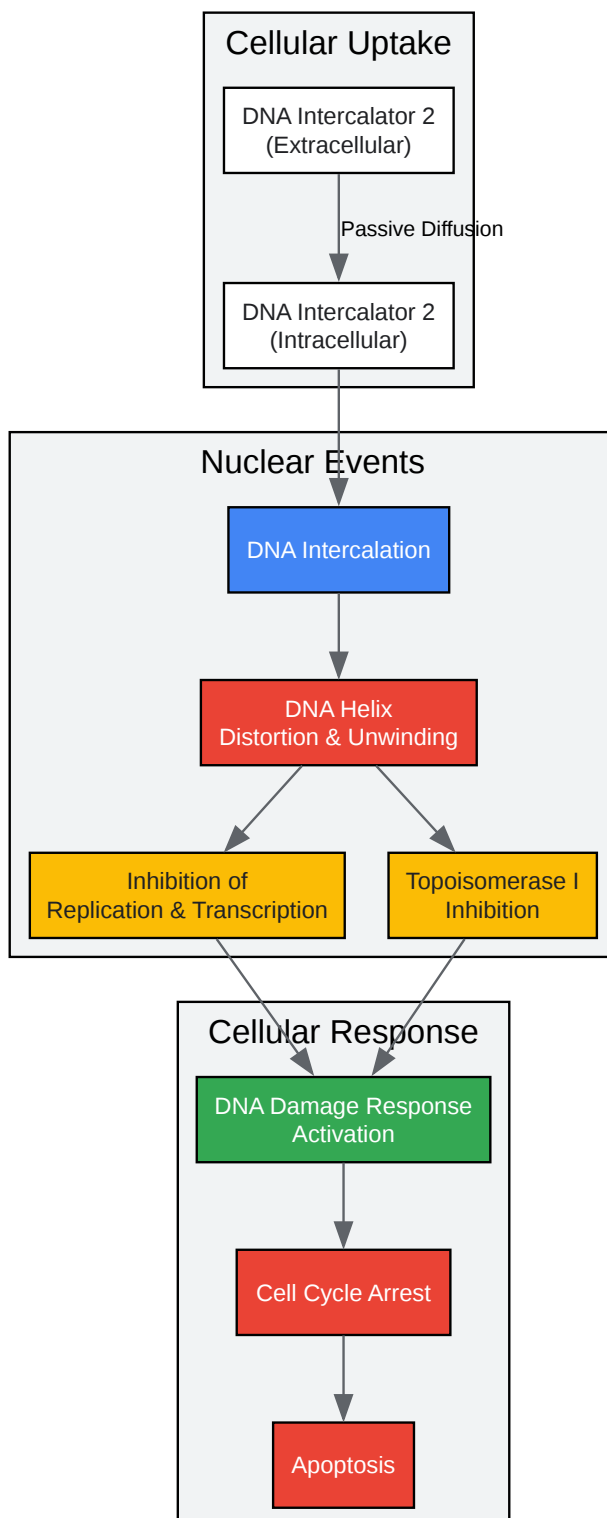 Cellular Uptake
DNA Intercalator 2
(Extracellular)
Passive Diffusion
DNA Intercalator 2
(Intracellular)
Nuclear Events
DNA Intercalation
DNA Helix
Distortion & Unwinding
Inhibition of
Replication & Transcription
Topoisomerase I
Inhibition
Cellular Response
DNA Damage Response
Activation
Cell Cycle Arrest
Apoptosis